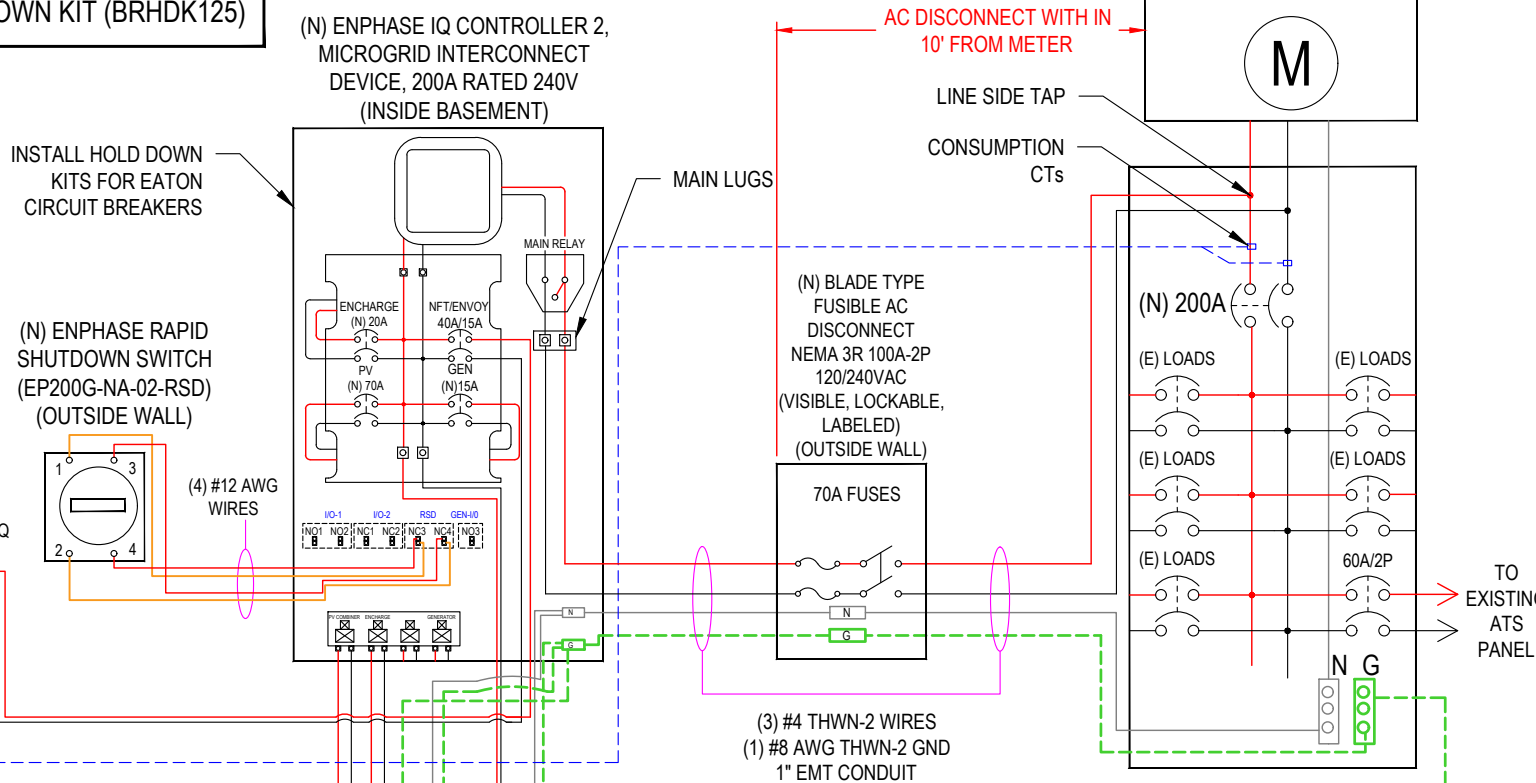 OWN KIT (BRHDK125)
(N) ENPHASE IQ CONTROLLER 2,
MICROGRID INTERCONNECT
DEVICE, 200A RATED 240V
(INSIDE BASEMENT)
INSTALL HOLD DOWN
KITS FOR EATON
CIRCUIT BREAKERS
MAIN LUGS
MAIN RELAY
ENCHARGE
(N) 20A
NFT/ENVOY
40A/15A
PV
(N) 70A
GEN
(N)15A
(N) ENPHASE RAPID
SHUTDOWN SWITCH
(EP200G-NA-02-RSD)
(OUTSIDE WALL)
1
3
2
4
Q
(4) #12 AWG
WIRES
I/O-1
I/O-2
RSD
GEN-I/0
NO1
NO2
NC1
NC2
NC3
NC4
NO3
PV COMBINER
ENCHARGE
GENERATOR
N
G
AC DISCONNECT WITH IN
10' FROM METER
M
LINE SIDE TAP
CONSUMPTION
CTs
(N) BLADE TYPE
FUSIBLE AC
DISCONNECT
NEMA 3R 100A-2P
120/240VAC
(VISIBLE, LOCKABLE,
LABELED)
(OUTSIDE WALL)
70A FUSES
N
G
(3) #4 THWN-2 WIRES
(1) #8 AWG THWN-2 GND
1" EMT CONDUIT
(N) 200A
(E) LOADS
(E) LOADS
(E) LOADS
(E) LOADS
(E) LOADS
60A/2P
N
G
TO
EXISTING
ATS
PANEL